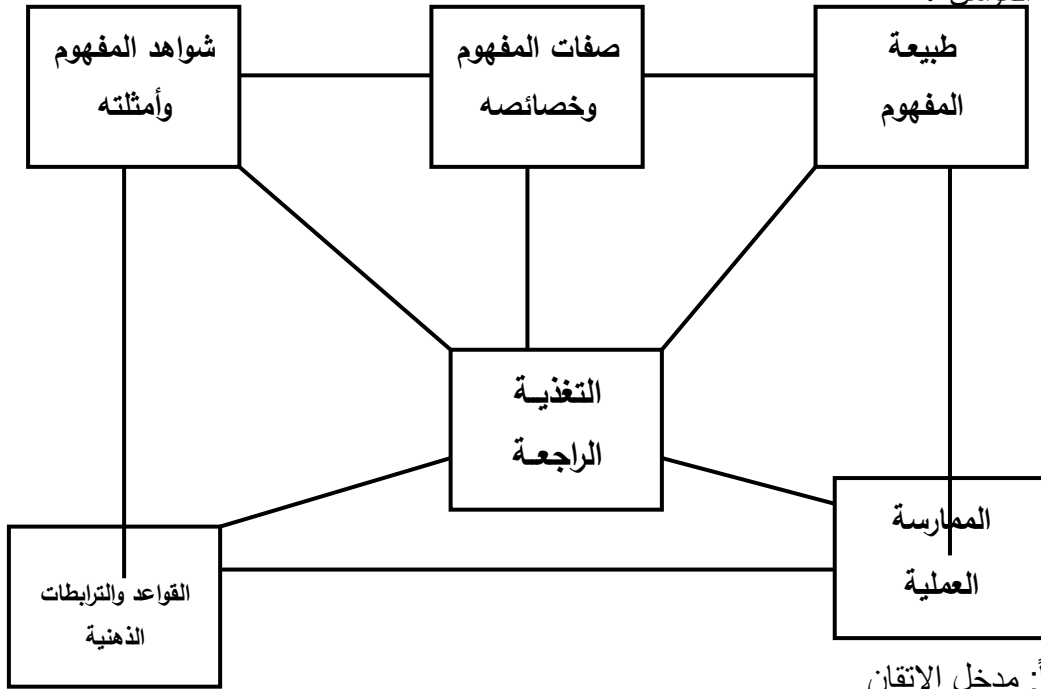 طبيعة
المفهوم
صفات المفهوم
وخصائصه
شواهد المفهوم
وأمثلته
التغذيـة
الراجعـة
الممارسة
العملية
القواعد والترابطات
الذهنية
: مدخل الإتقان